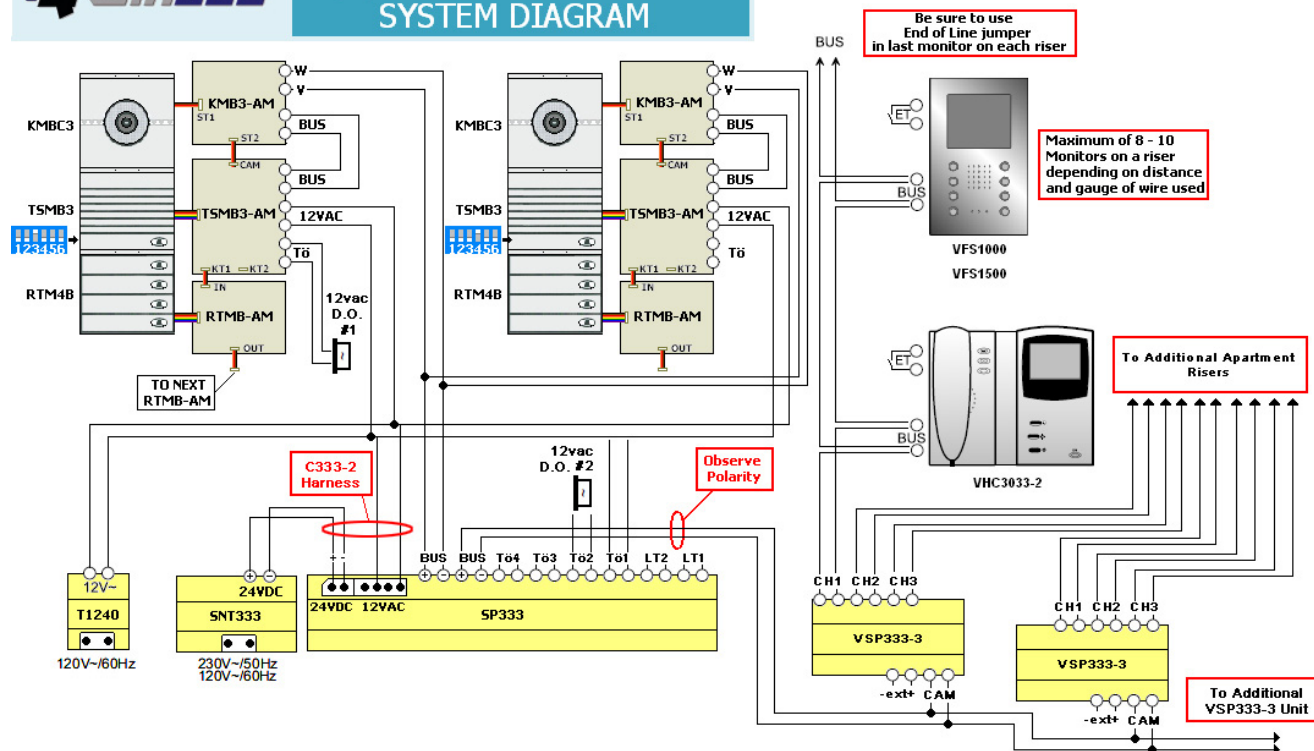 SYSTEM DIAGRAM
Be sure to use
End of Line jumper
in last monitor on each riser
BUS
KMBC3
KMB3-AM
ST1
ST2
W
V
BUS
CAM
BUS
TSMB3
TSMB3-AM
12VAC
Tö
123456
KT1
KT2
IN
RTM4B
RTMB-AM
OUT
12vac
D.O.
#1
TO NEXT
RTMB-AM
KMBC3
KMB3-AM
ST1
ST2
W
V
BUS
CAM
BUS
TSMB3
TSMB3-AM
12VAC
Tö
123456
KT1
KT2
IN
RTM4B
RTMB-AM
OUT
ET
BUS
Maximum of 8 - 10
Monitors on a riser
depending on distance
and gauge of wire used
VFS1000
VFS1500
ET
BUS
VHC3033-2
To Additional Apartment
Risers
C333-2
Harness
12vac
D.O. #2
Observe
Polarity
12V~
T1240
120V~/60Hz
+ -
24VDC
SNT333
230V~/50Hz
120V~/60Hz
+ -
BUS BUS Tö4 Tö3 Tö2 Tö1 LT2 LT1
+ - + -
24VDC 12VAC
SP333
CH1 CH2 CH3
VSP333-3
-ext+ CAM
CH1 CH2 CH3
VSP333-3
-ext+ CAM
To Additional
VSP333-3 Unit